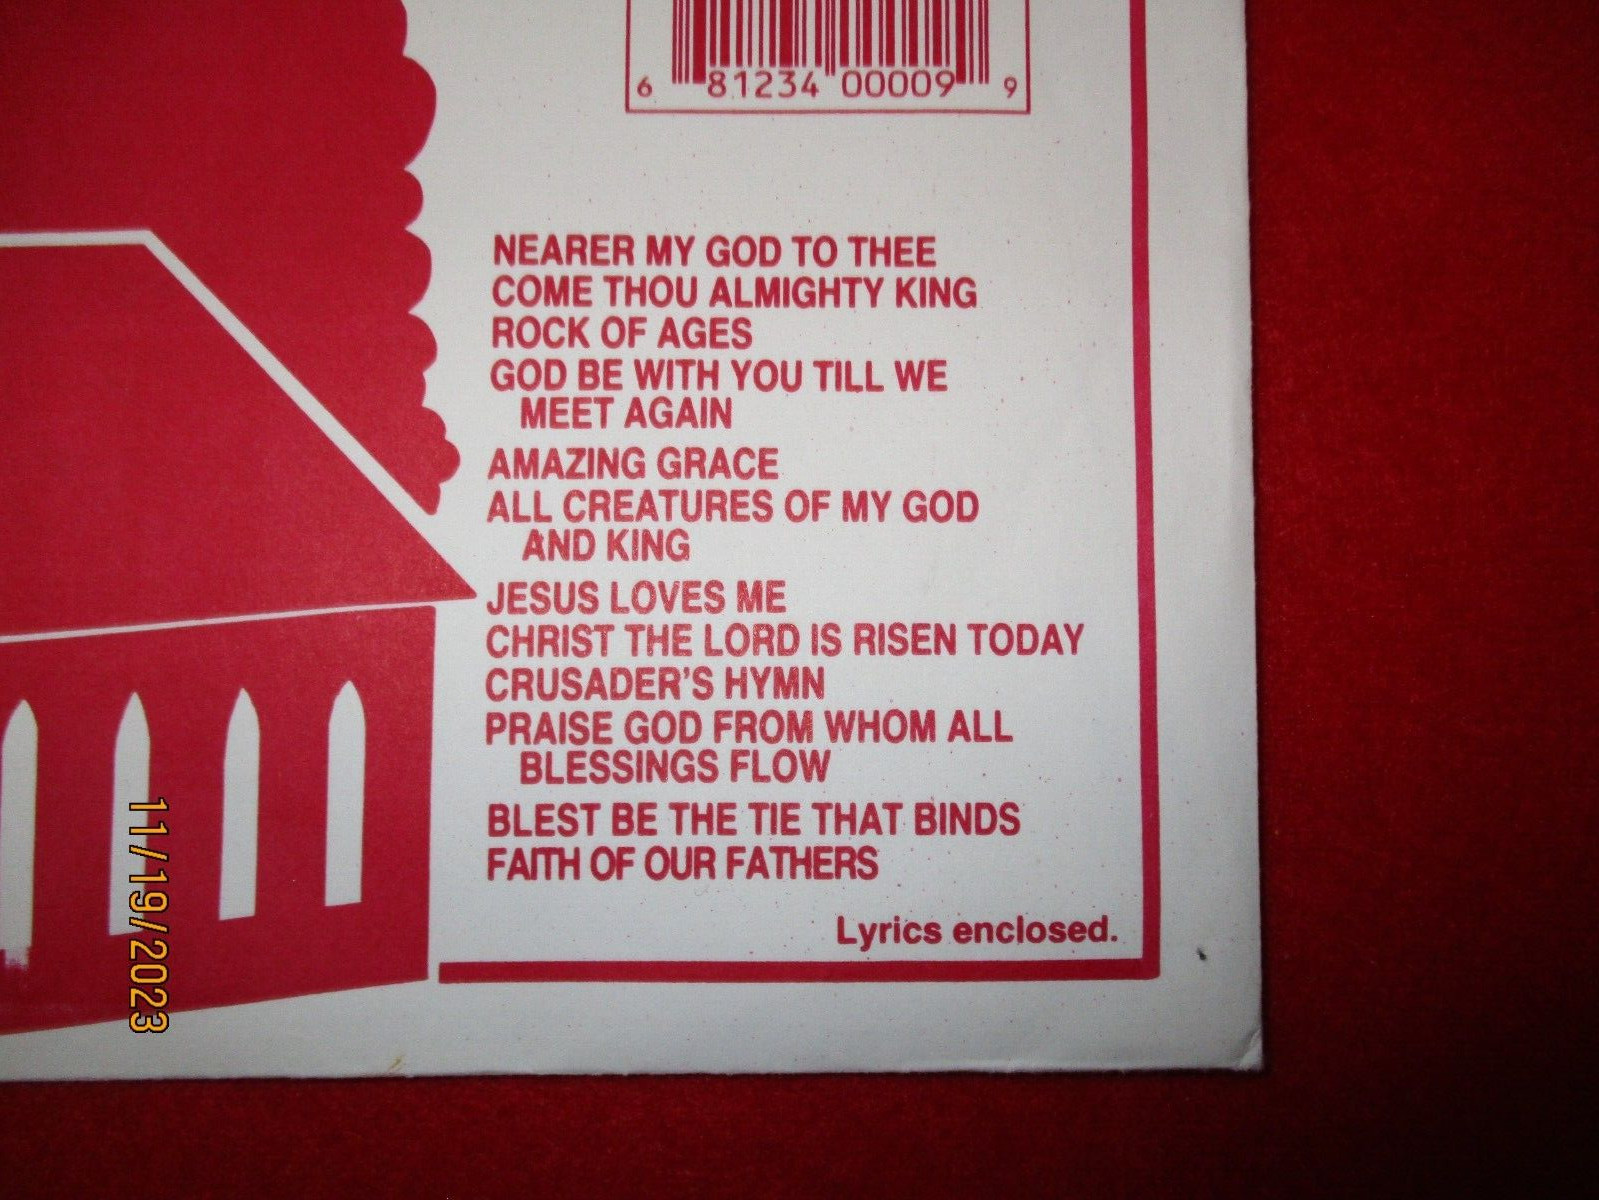 6 81234 00009 9
NEARER MY GOD TO THEE
COME THOU ALMIGHTY KING
ROCK OF AGES
GOD BE WITH YOU TILL WE
MEET AGAIN
AMAZING GRACE
ALL CREATURES OF MY GOD
AND KING
JESUS LOVES ME
CHRIST THE LORD IS RISEN TODAY
CRUSADER'S HYMN
PRAISE GOD FROM WHOM ALL
BLESSINGS FLOW
BLEST BE THE TIE THAT BINDS
FAITH OF OUR FATHERS
Lyrics enclosed.
11/19/2023